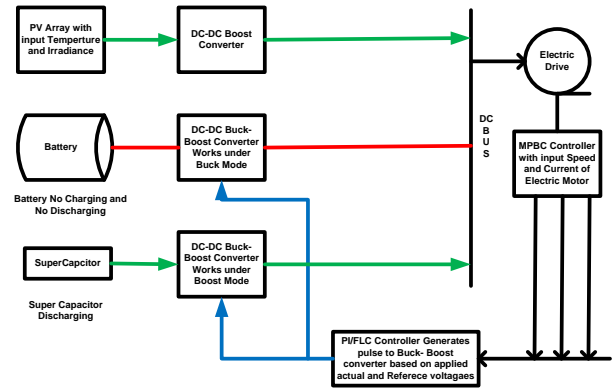 PV Array with
input Temperture
and Irradiance
DC-DC Boost
Converter
Electric
Drive
Battery
DC-DC Buck-
Boost Converter
Works under
Buck Mode
DC
B
U
S
MPBC Controller
with input Speed
and Current of
Electric Motor
Battery No Charging and
No Discharging
SuperCapcitor
DC-DC Buck-
Boost Converter
Works under
Boost Mode
Super Capacitor
Discharging
PI/FLC Controller Generates
pulse to Buck- Boost
converter based on applied
actual and Referece voltagaes